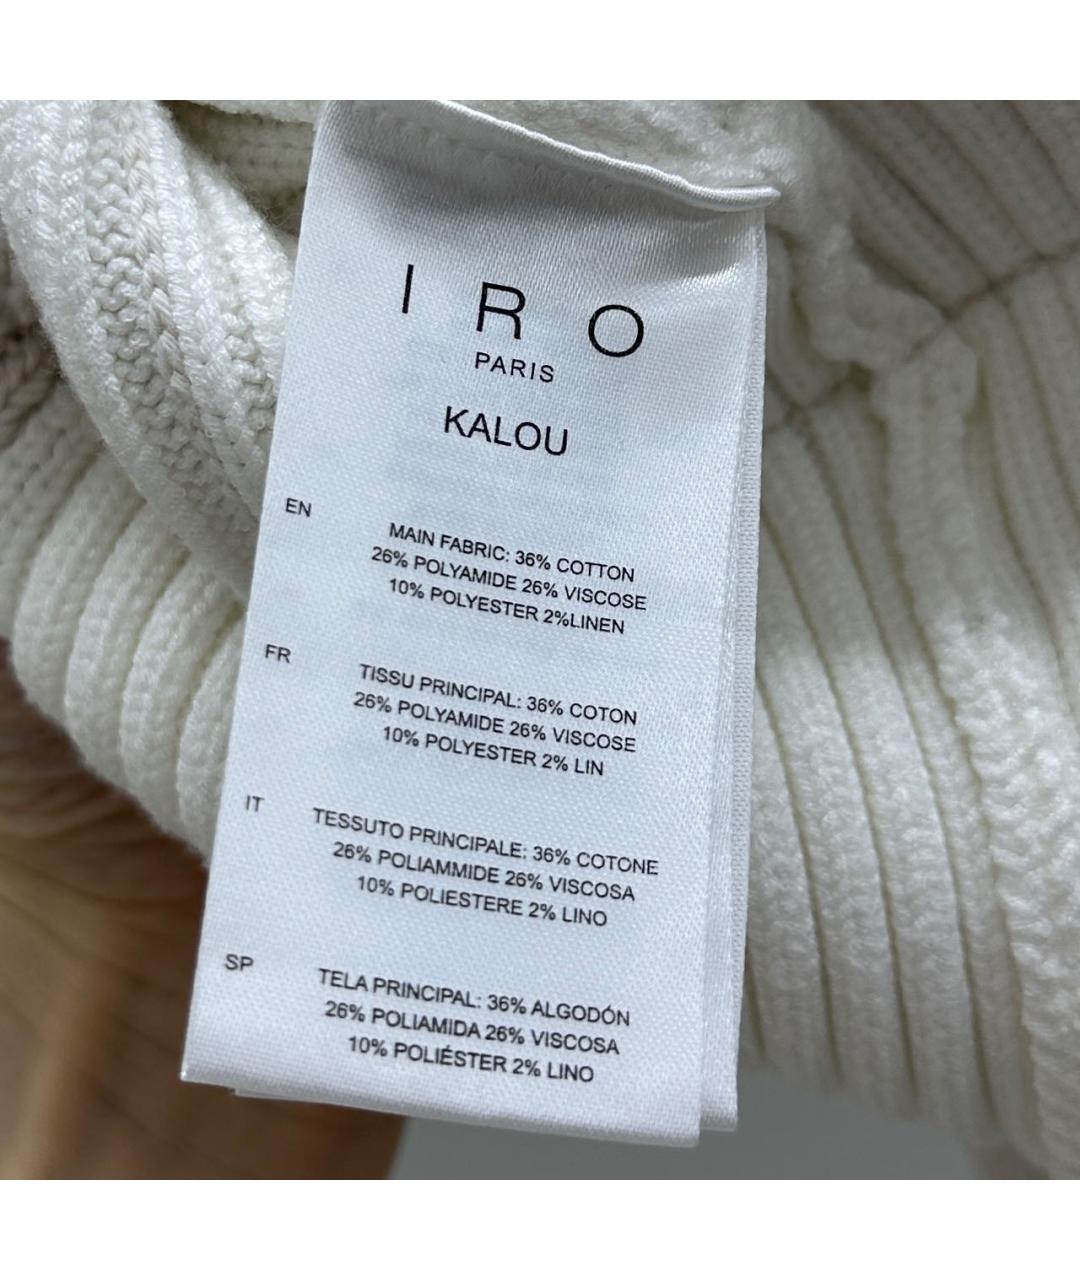 IRO
PARIS
KALOU
EN
MAIN FABRIC: 36% COTTON
26% POLYAMIDE 26% VISCOSE
10% POLYESTER 2%LINEN
FR
TISSU PRINCIPAL: 36% COTON
26% POLYAMIDE 26% VISCOSE
10% POLYESTER 2% LIN
IT
TESSUTO PRINCIPALE: 36% COTONE
26% POLIAMMIDE 26% VISCOSA
10% POLIESTERE 2% LINO
SP
TELA PRINCIPAL: 36% ALGODÓN
26% POLIAMIDA 26% VISCOSA
10% POLIÉSTER 2% LINO